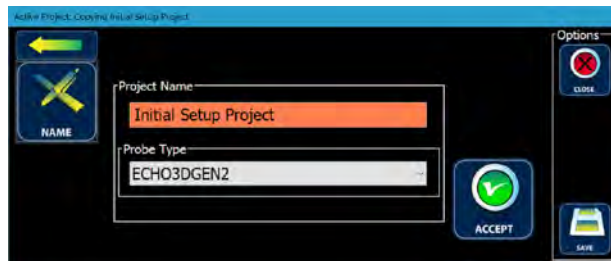 Active Project: Copying Initial Setup Project
Options
CLOSE
NAME
Project Name
Initial Setup Project
Probe Type
ECHO3DGEN2
ACCEPT
SAVE